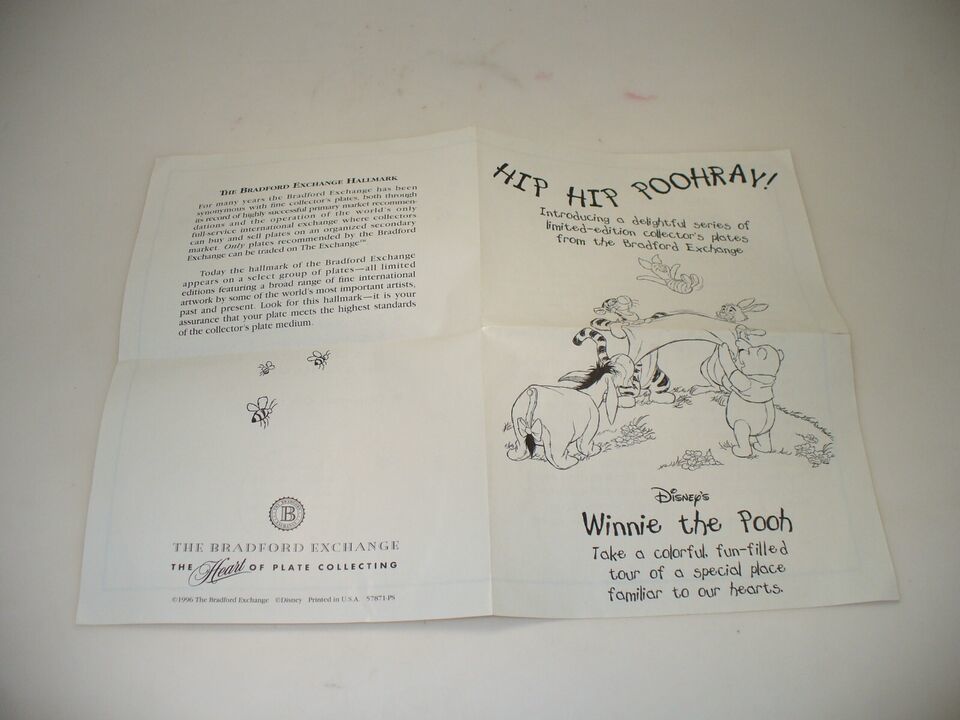 THE BRADFORD EXCHANGE HALLMARK
For many years the Bradford Exchange has been
synonymous with fine collector's plates, both through
its record of highly successful primary market recommen-
dations and the operation of the world's only
full-service international exchange where collectors
can buy and sell plates on an organized secondary
market. Only plates recommended by the Bradford
Exchange can be traded on The Exchange℠
Today the hallmark of the Bradford Exchange
appears on a select group of plates—all limited
editions featuring a broad range of fine international
artwork by some of the world's most important artists,
past and present. Look for this hallmark—it is your
assurance that your plate meets the highest standards
of the collector's plate medium.
B
THE BRADFORD EXCHANGE
THE Heart OF PLATE COLLECTING
©1996 The Bradford Exchange ©Disney Printed in U.S.A. 57871-PS
HIP HIP POOHRAY!
Introducing a delightful series of
limited-edition collector's plates
from the Bradford Exchange
DISNEY'S
Winnie the Pooh
Take a colorful, fun-filled
tour of a special place
familiar to our hearts.